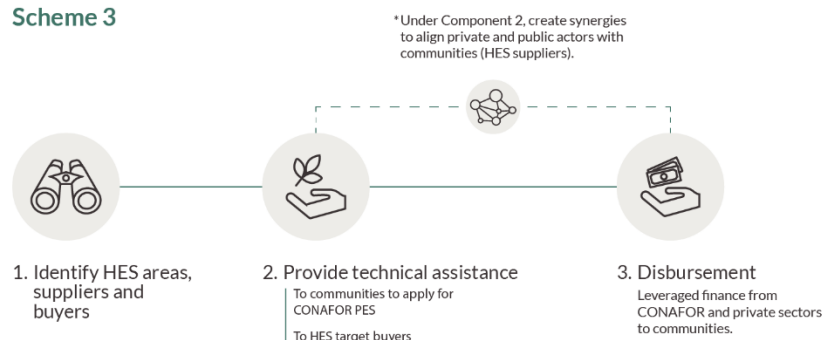 Scheme 3
*Under Component 2, create synergies
to align private and public actors with
communities (HES suppliers).
1. Identify HES areas,
suppliers and
buyers
2. Provide technical assistance
To communities to apply for
CONAFOR PES
To HES target buyers
3. Disbursement
Leveraged finance from
CONAFOR and private sectors
to communities.